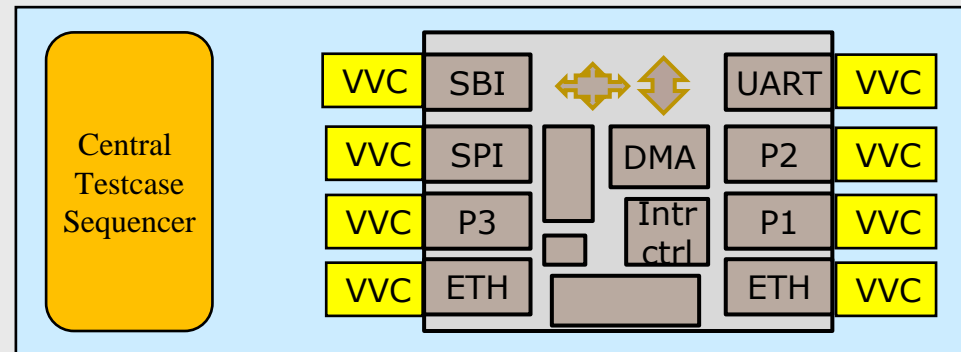 Central
Testcase
Sequencer
VVC SBI UART VVC
VVC SPI DMA P2 VVC
VVC P3 Intr P1 VVC
ctrl
VVC ETH ETH VVC